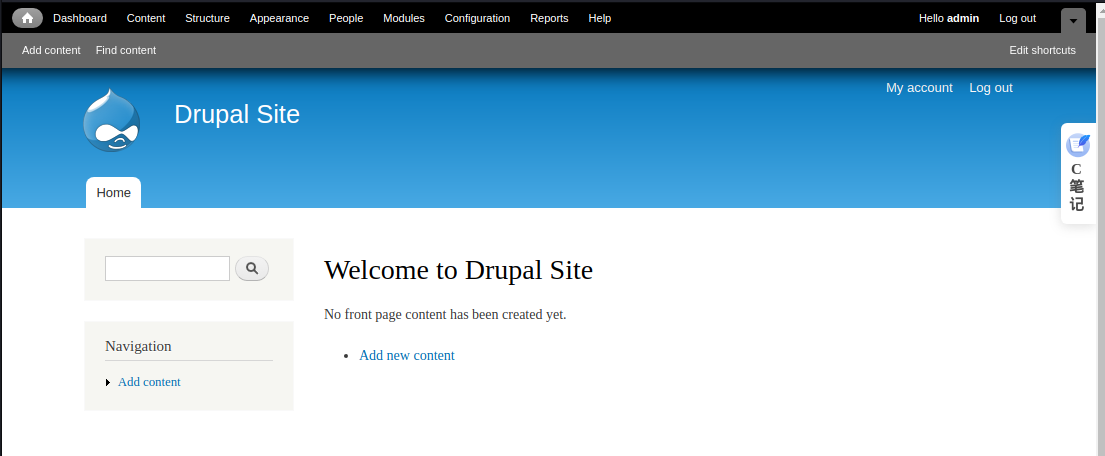 Dashboard Content Structure Appearance People Modules Configuration Reports Help Hello admin Log out
Add content Find content Edit shortcuts
My account Log out
Drupal Site
C
笔
记
Home
Welcome to Drupal Site
No front page content has been created yet.
Add new content
Navigation
Add content